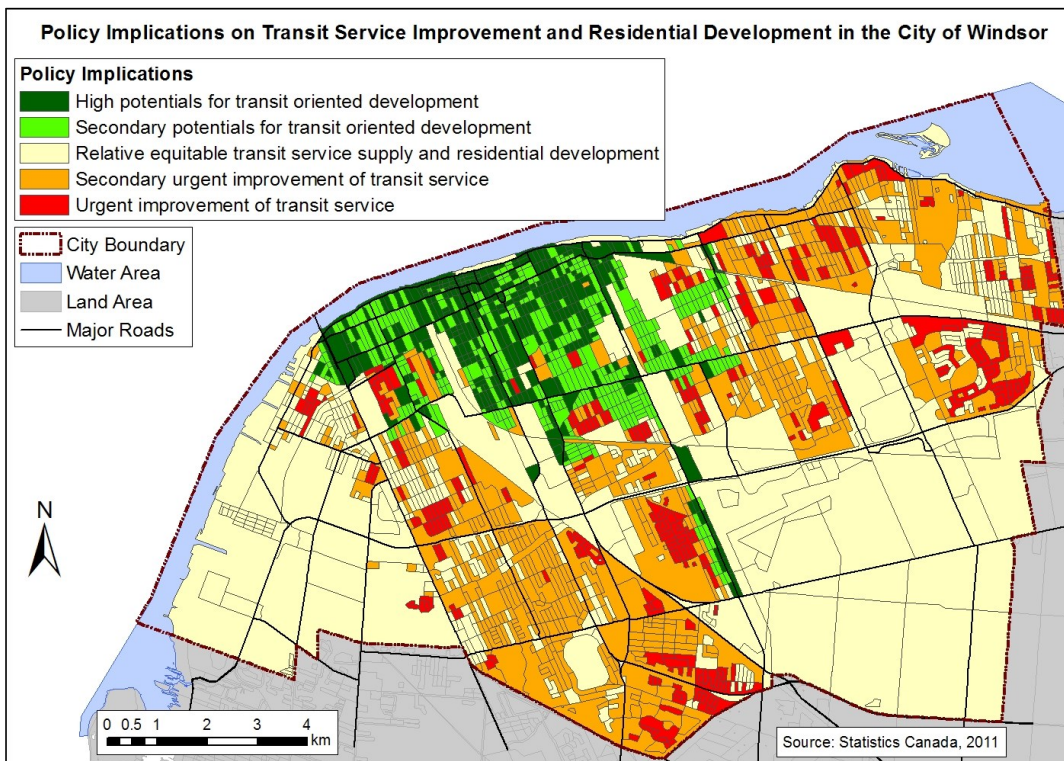 Policy Implications on Transit Service Improvement and Residential Development in the City of Windsor
Policy Implications
High potentials for transit oriented development
Secondary potentials for transit oriented development
Relative equitable transit service supply and residential development
Secondary urgent improvement of transit service
Urgent improvement of transit service
City Boundary
Water Area
Land Area
Major Roads
N
0 0.5 1 2 3 4
km
Source: Statistics Canada, 2011